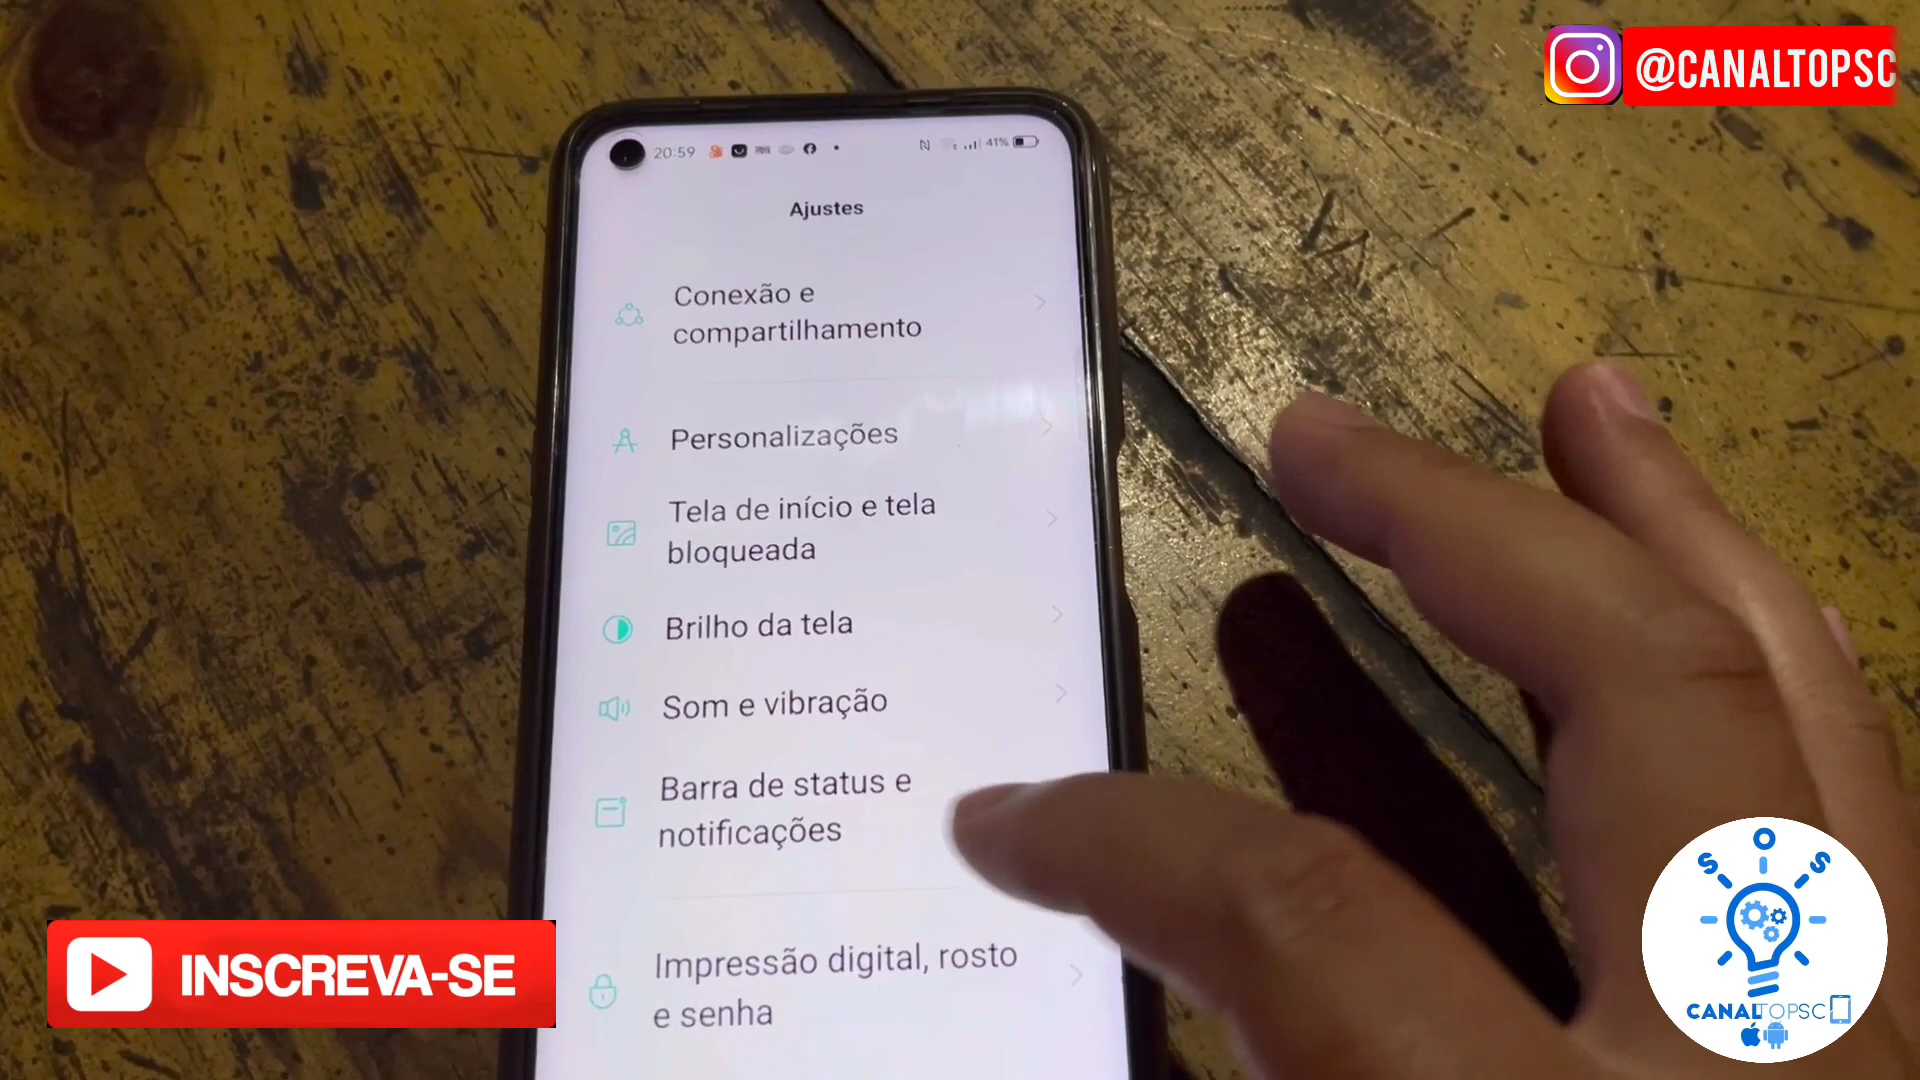 @CANALTOPSC
20:59
41%
Ajustes
Conexão e
compartilhamento
Personalizações
Tela de início e tela
bloqueada
Brilho da tela
Som e vibração
Barra de status e
notificações
Impressão digital, rosto
e senha
INSCREVA-SE
SOS
CANALTOPSC